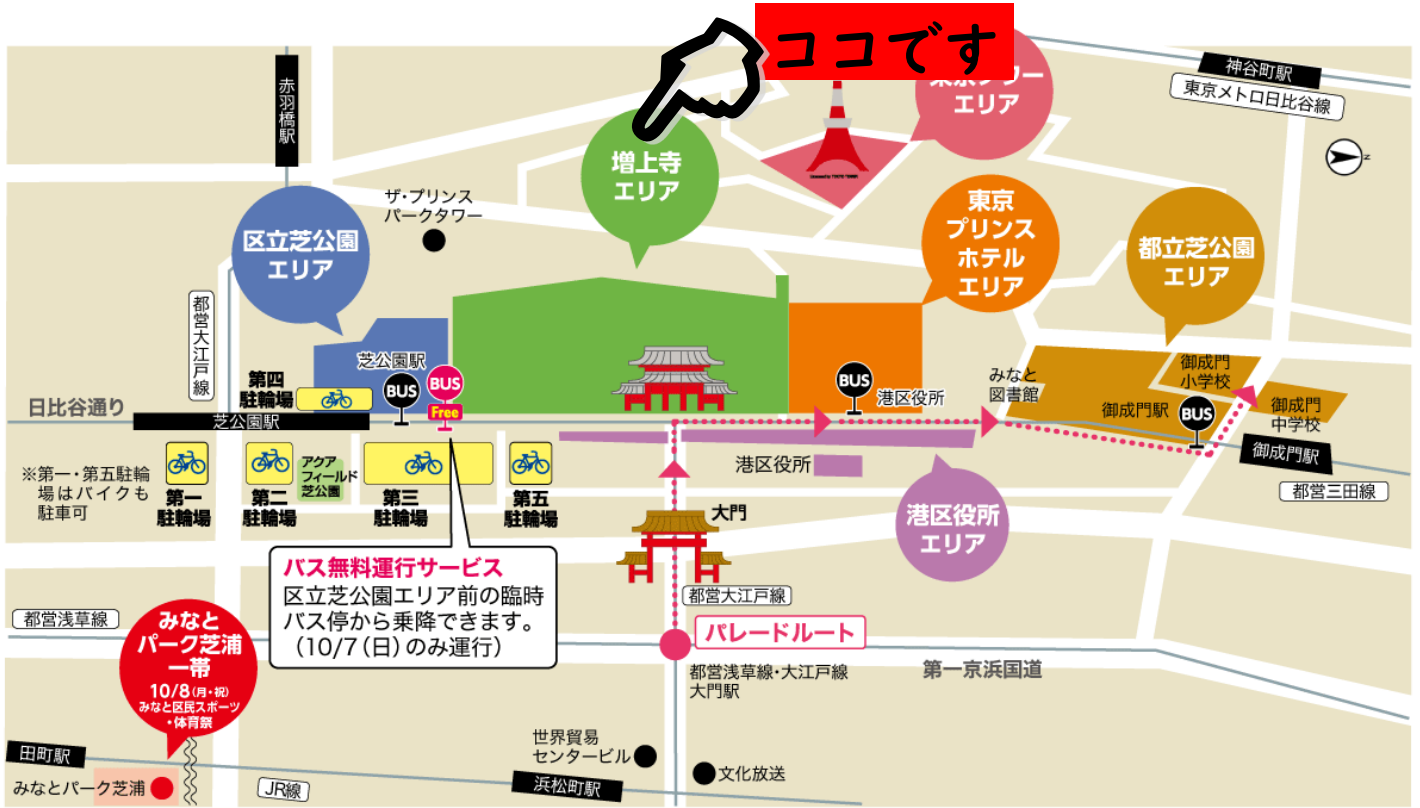 ココです
東京タワー
エリア
神谷町駅
東京メトロ日比谷線
N
赤羽橋駅
増上寺
エリア
ザ・プリンス
パークタワー
区立芝公園
エリア
東京
プリンス
ホテル
エリア
都立芝公園
エリア
都営大江戸線
芝公園駅
BUS
BUS
Free
第四
駐輪場
日比谷通り
芝公園駅
BUS
港区役所
みなと
図書館
御成門
小学校
御成門駅
BUS
御成門
中学校
御成門駅
都営三田線
※第一・第五駐輪
場はバイクも
駐車可
第一
駐輪場
第二
駐輪場
アクア
フィールド
芝公園
第三
駐輪場
第五
駐輪場
港区役所
大門
港区役所
エリア
バス無料運行サービス
区立芝公園エリア前の臨時
バス停から乗降できます。
（10/7（日）のみ運行）
都営大江戸線
都営浅草線
みなと
パーク芝浦
一帯
10/8（月・祝）
みなと区民スポーツ
・体育祭
パレードルート
都営浅草線・大江戸線
大門駅
第一京浜国道
田町駅
みなとパーク芝浦
JR線
世界貿易
センタービル
浜松町駅
文化放送